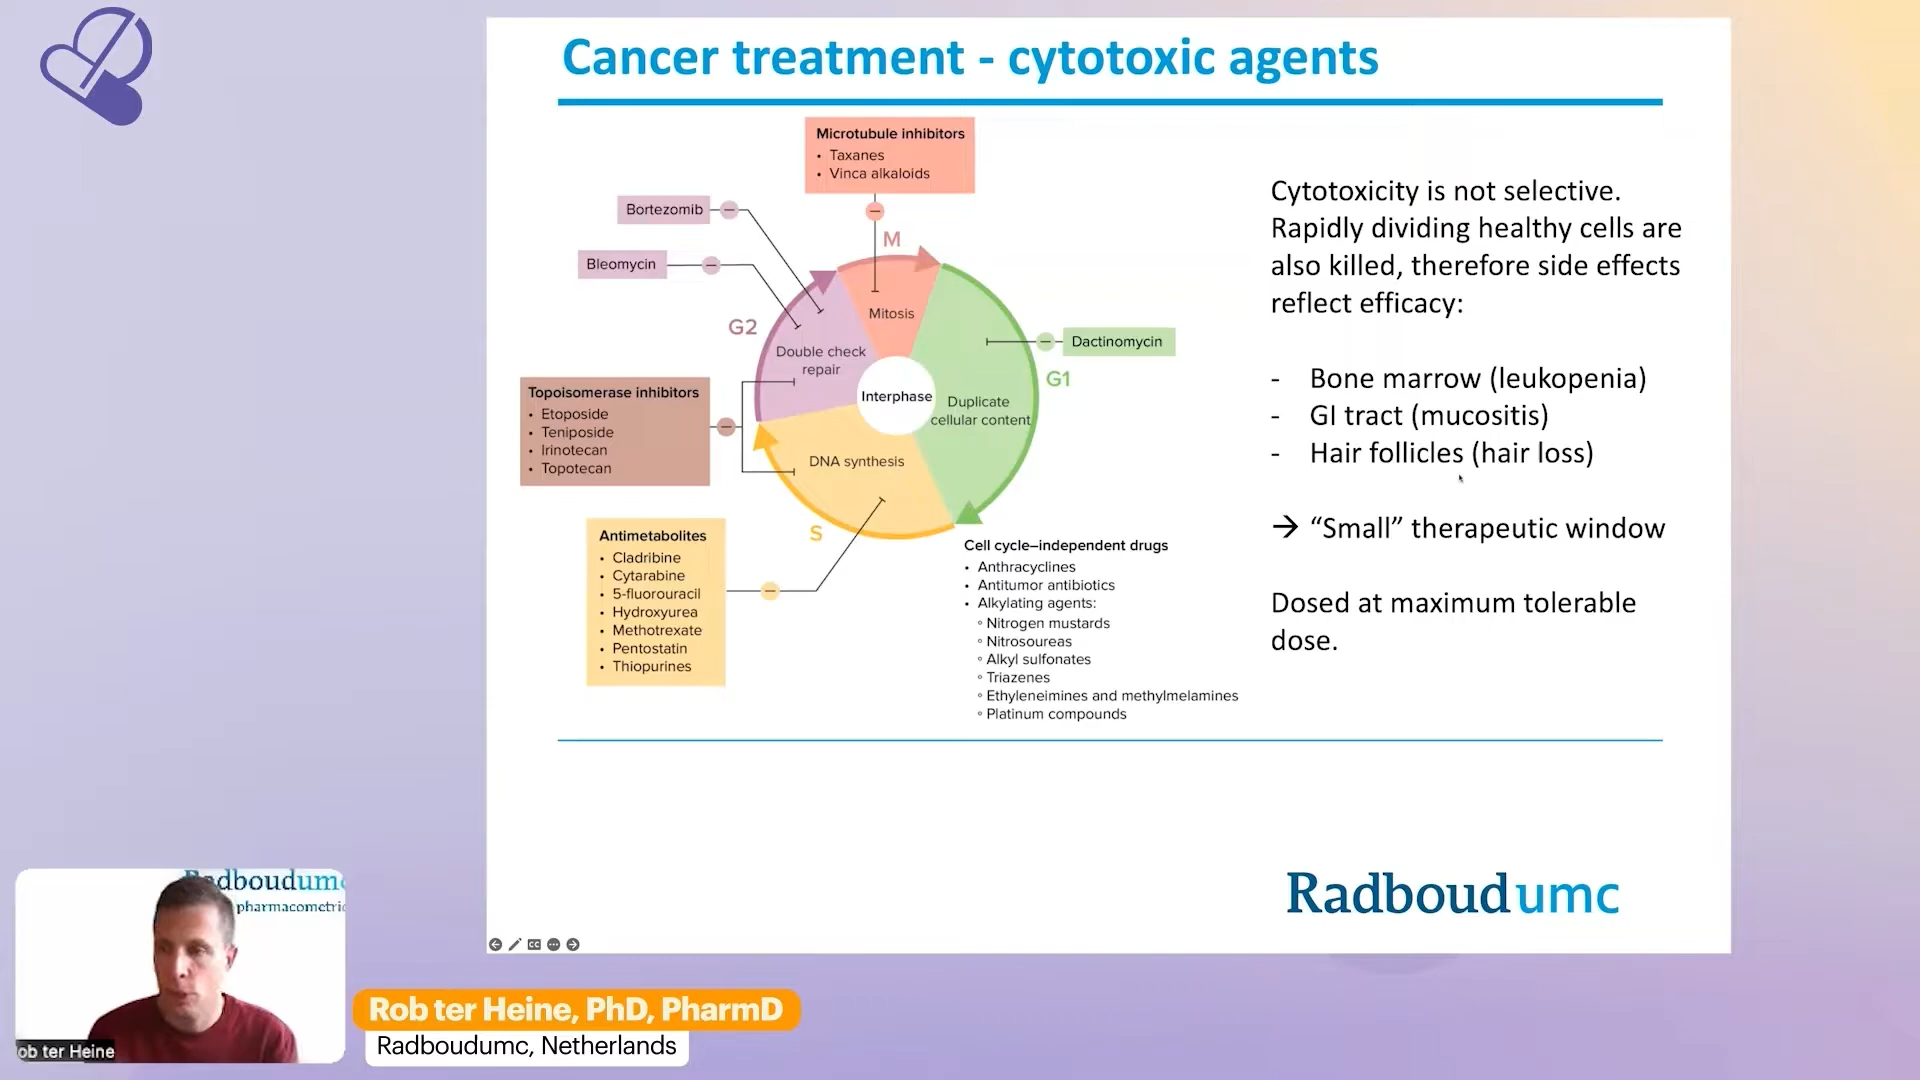 Cancer treatment - cytotoxic agents
Microtubule inhibitors
• Taxanes
• Vinca alkaloids
Bortezomib
Bleomycin
M
Mitosis
G2
Double check
repair
Dactinomycin
G1
Interphase
Duplicate
cellular content
Topoisomerase inhibitors
• Etoposide
• Teniposide
• Irinotecan
• Topotecan
DNA synthesis
S
Antimetabolites
• Cladribine
• Cytarabine
• 5-fluorouracil
• Hydroxyurea
• Methotrexate
• Pentostatin
• Thiopurines
Cell cycle–independent drugs
• Anthracyclines
• Antitumor antibiotics
• Alkylating agents:
◦ Nitrogen mustards
◦ Nitrosoureas
◦ Alkyl sulfonates
◦ Triazenes
◦ Ethyleneimines and methylmelamines
◦ Platinum compounds
Cytotoxicity is not selective.
Rapidly dividing healthy cells are
also killed, therefore side effects
reflect efficacy:
- Bone marrow (leukopenia)
- GI tract (mucositis)
- Hair follicles (hair loss)
→ “Small” therapeutic window
Dosed at maximum tolerable
dose.
Radboudumc
Rob ter Heine, PhD, PharmD
Radboudumc, Netherlands
ob ter Heine